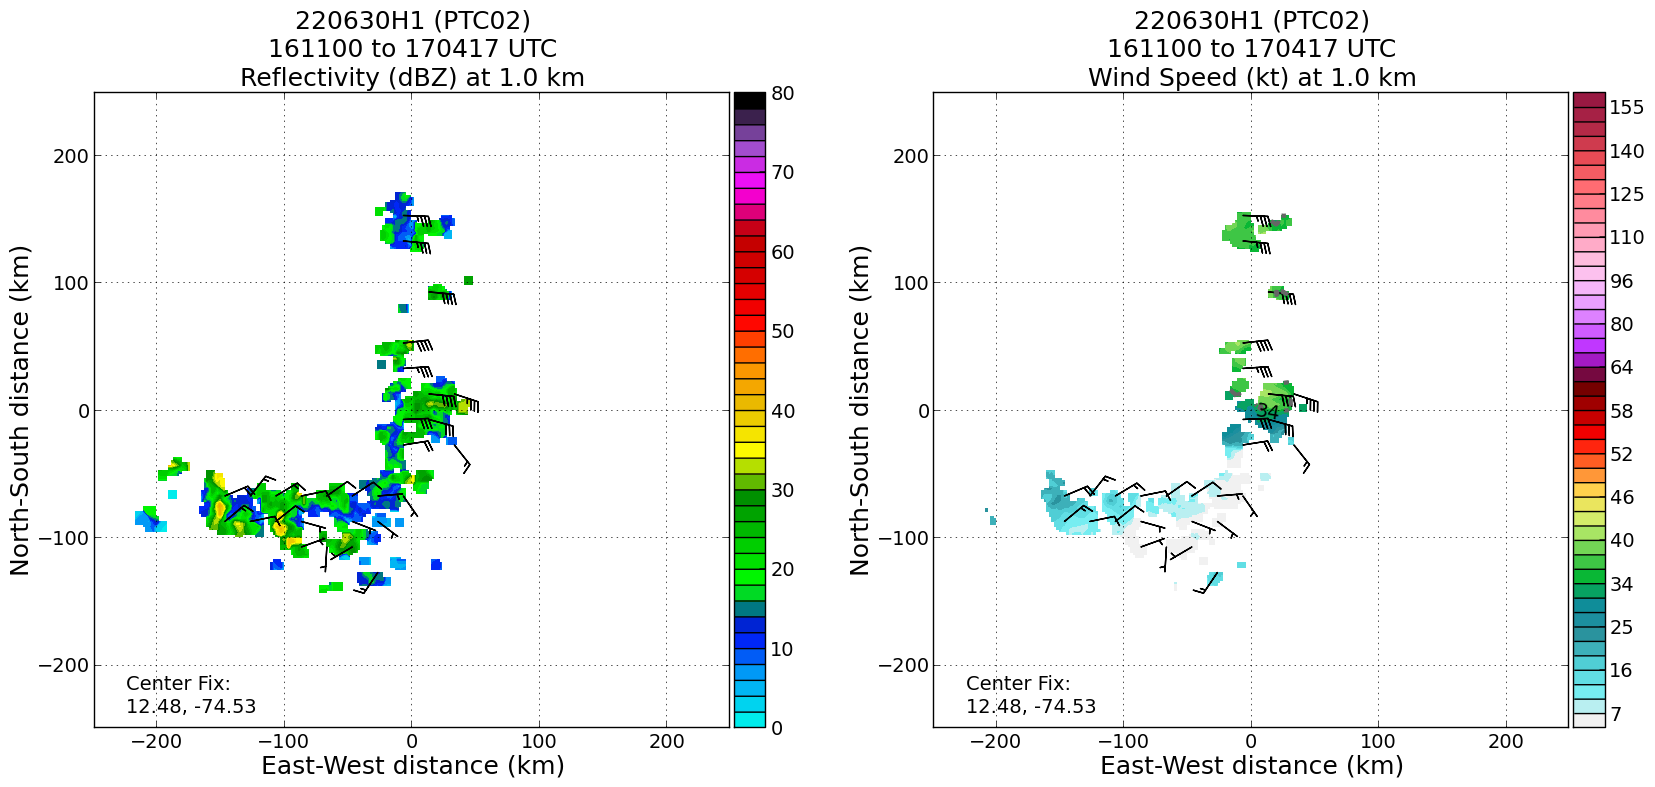 220630H1 (PTC02)
161100 to 170417 UTC
Reflectivity (dBZ) at 1.0 km
North-South distance (km)
200
100
0
−100
−200
Center Fix:
12.48, -74.53
−200 −100 0 100 200
East-West distance (km)
80
70
60
50
40
30
20
10
0
220630H1 (PTC02)
161100 to 170417 UTC
Wind Speed (kt) at 1.0 km
North-South distance (km)
200
100
0
−100
−200
34
Center Fix:
12.48, -74.53
−200 −100 0 100 200
East-West distance (km)
155
140
125
110
96
80
64
58
52
46
40
34
25
16
7